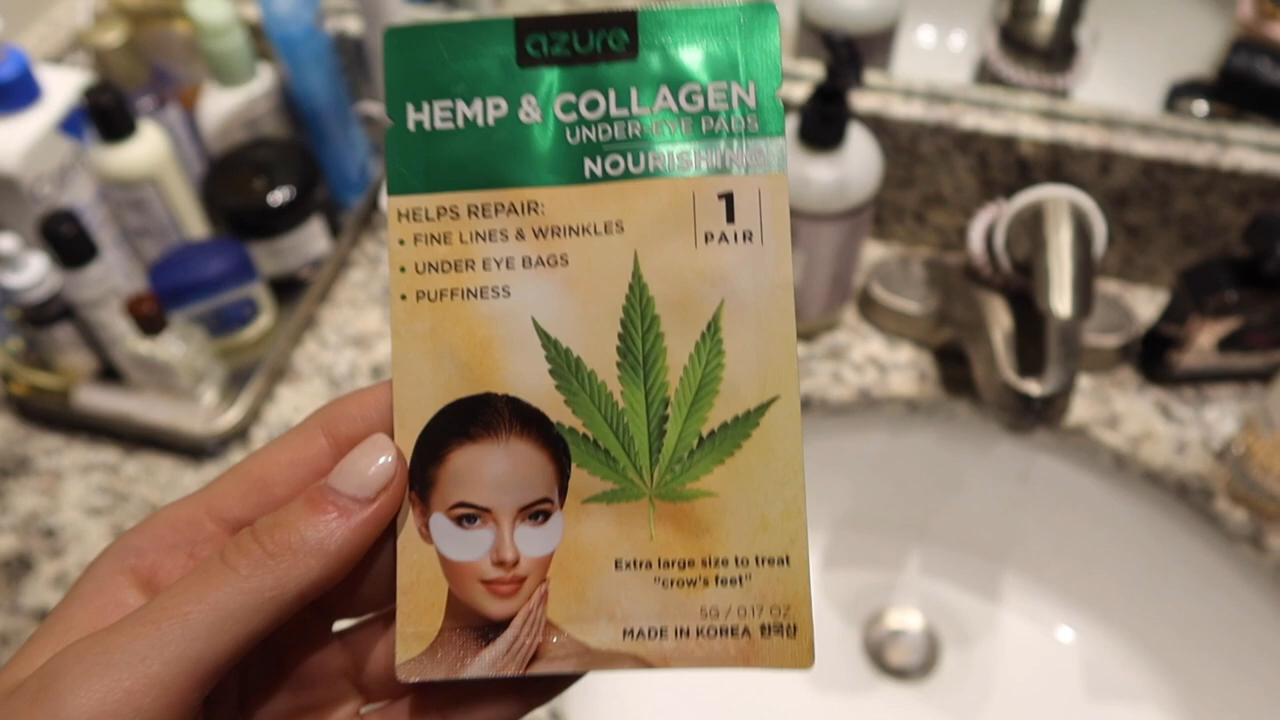 azure
HEMP & COLLAGEN
UNDER-EYE PADS
NOURISHING
HELPS REPAIR:
• FINE LINES & WRINKLES
• UNDER EYE BAGS
• PUFFINESS
1
PAIR
Extra large size to treat
"crow's feet"
5G / 0.17 OZ.
MADE IN KOREA 한국산